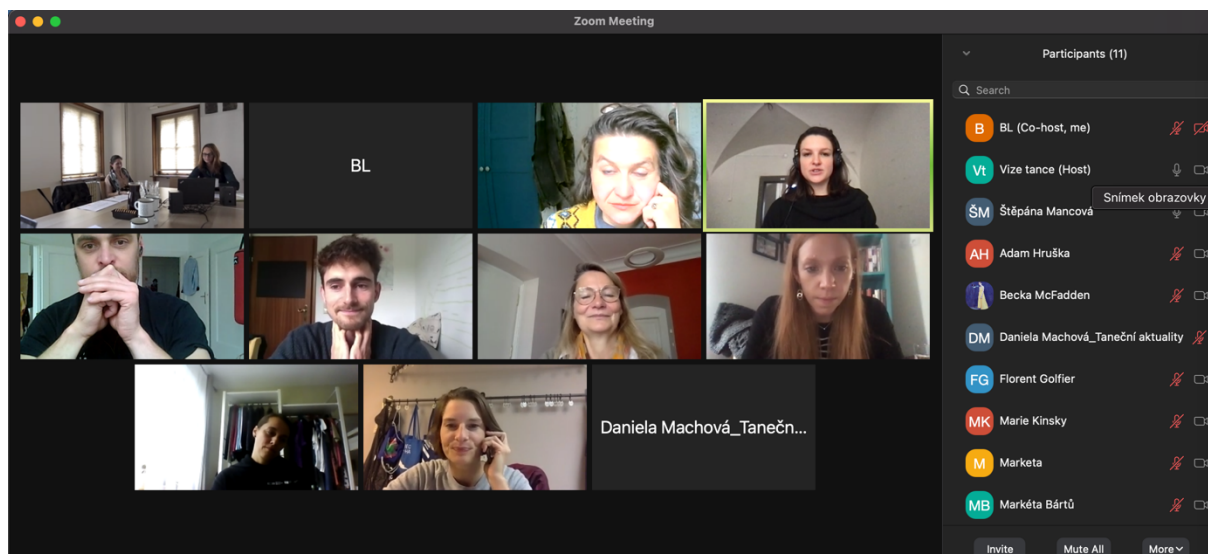 Zoom Meeting
BL
Daniela Machová_Tanečn...
Participants (11)
Search
B BL (Co-host, me)
Vt Vize tance (Host)
Snímek obrazovky
ŠM Štěpána Mancová
AH Adam Hruška
Becka McFadden
DM Daniela Machová_Taneční aktuality
FG Florent Golfier
MK Marie Kinsky
M Marketa
MB Markéta Bártů
Invite Mute All More